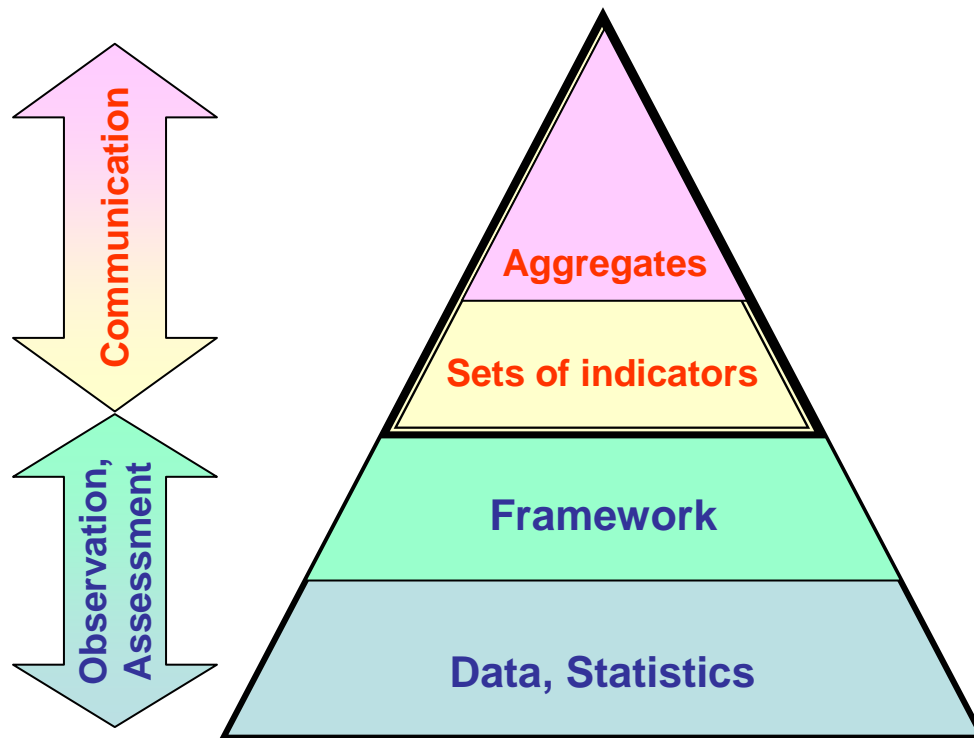 Communication
Observation,
Assessment
Aggregates
Sets of indicators
Framework
Data, Statistics